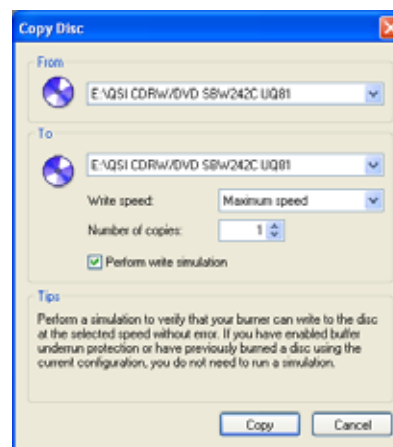 Copy Disc
From
E:\QSI CDRW/DVD SBW242C UQ81
To
E:\QSI CDRW/DVD SBW242C UQ81
Write speed: Maximum speed
Number of copies: 1
Perform write simulation
Tips
Perform a simulation to verify that your burner can write to the disc
at the selected speed without error. If you have enabled buffer
underrun protection or have previously burned a disc using the
current configuration, you do not need to run a simulation.
Copy Cancel